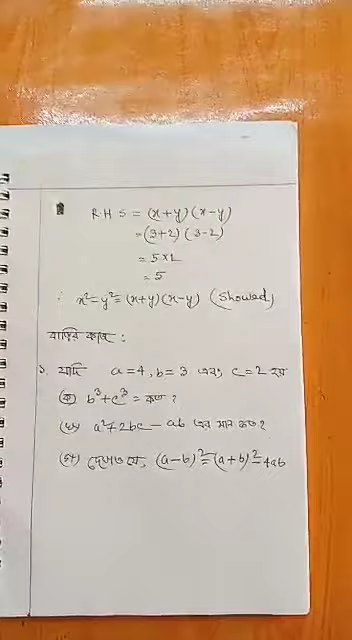 RHS = (x+y)(x-y)
= (3+2) (3-2)
= 5×1
= 5
∴ x²-y² = (x+y)(x-y) (Showed)
বাড়ির কাজ :
১. যদি a=4, b=3 এবং c=2 হয়
(ক) b³+c³ = কত ?
(খ) a²+2bc-ab এর মান কত ?
(গ) দেখাও যে, (a-b)² = (a+b)²-4ab